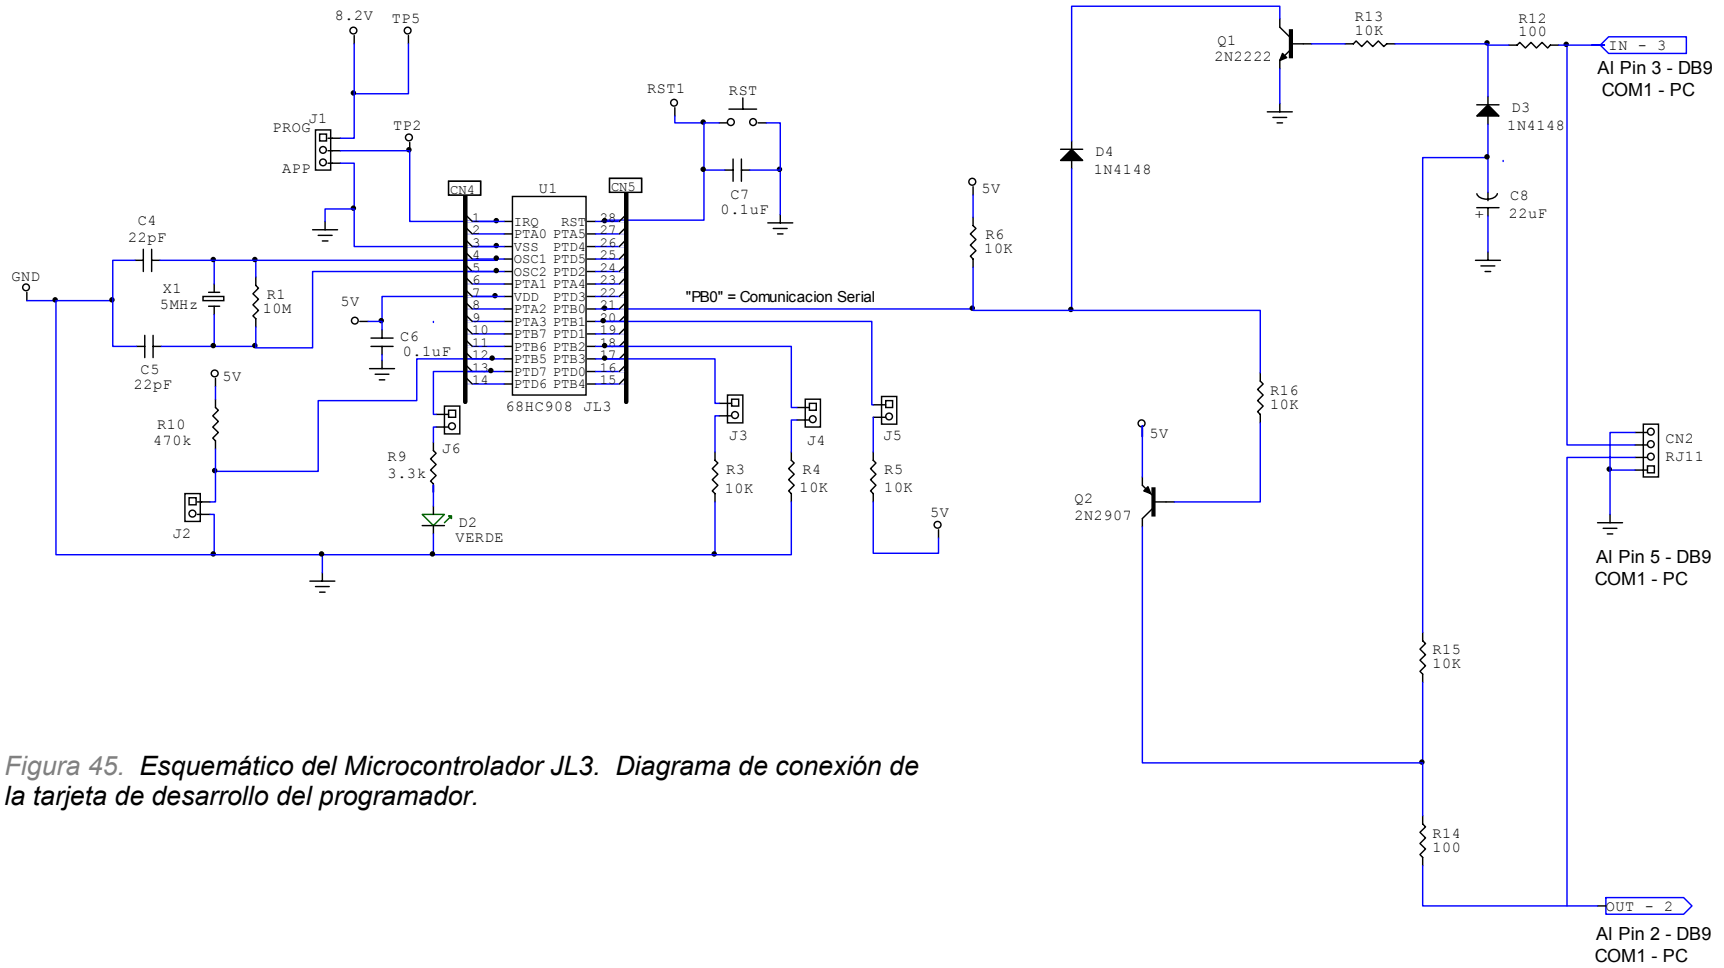 8.2V
TP5
J1
PROG
APP
TP2
RST1
RST
C7
0.1uF
CN4
U1
CN5
1 IRQ RST 28
2 PTA0 PTA5 27
3 VSS PTD4 26
4 OSC1 PTD5 25
5 OSC2 PTD2 24
6 PTA1 PTA4 23
7 VDD PTD3 22
8 PTA2 PTB0 21
9 PTA3 PTB1 20
10 PTB7 PTD1 19
11 PTB6 PTB2 18
12 PTB5 PTB3 17
13 PTD7 PTD0 16
14 PTD6 PTB4 15
68HC908 JL3
C4
22pF
GND
X1
5MHz
R1
10M
C5
22pF
5V
C6
0.1uF
5V
R10
470k
J2
J6
R9
3.3k
D2
VERDE
J3
R3
10K
J4
R4
10K
J5
R5
10K
5V
"PB0" = Comunicacion Serial
5V
R6
10K
D4
1N4148
Q1
2N2222
R13
10K
R12
100
IN - 3
Al Pin 3 - DB9
COM1 - PC
D3
1N4148
C8
+ 22uF
R16
10K
5V
Q2
2N2907
CN2
RJ11
Al Pin 5 - DB9
COM1 - PC
R15
10K
R14
100
OUT - 2
Al Pin 2 - DB9
COM1 - PC
Figura 45. Esquemático del Microcontrolador JL3. Diagrama de conexión de
la tarjeta de desarrollo del programador.